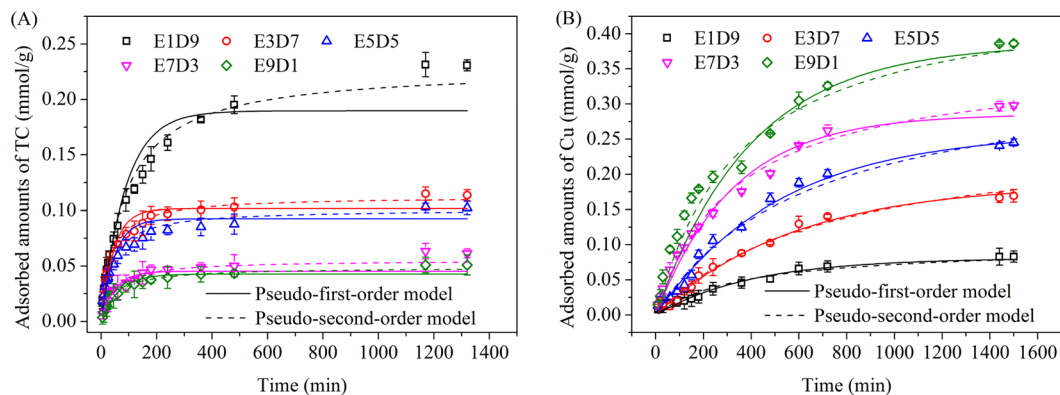 (A)
E1D9 E3D7 E5D5
E7D3 E9D1
0.25
0.20
0.15
0.10
0.05
0.00
Adsorbed amounts of TC (mmol/g)
Pseudo-first-order model
Pseudo-second-order model
0 200 400 600 800 1000 1200 1400
Time (min)
(B)
E1D9 E3D7 E5D5
E7D3 E9D1
0.40
0.35
0.30
0.25
0.20
0.15
0.10
0.05
0.00
Adsorbed amounts of Cu (mmol/g)
Pseudo-first-order model
Pseudo-second-order model
0 200 400 600 800 1000 1200 1400 1600
Time (min)